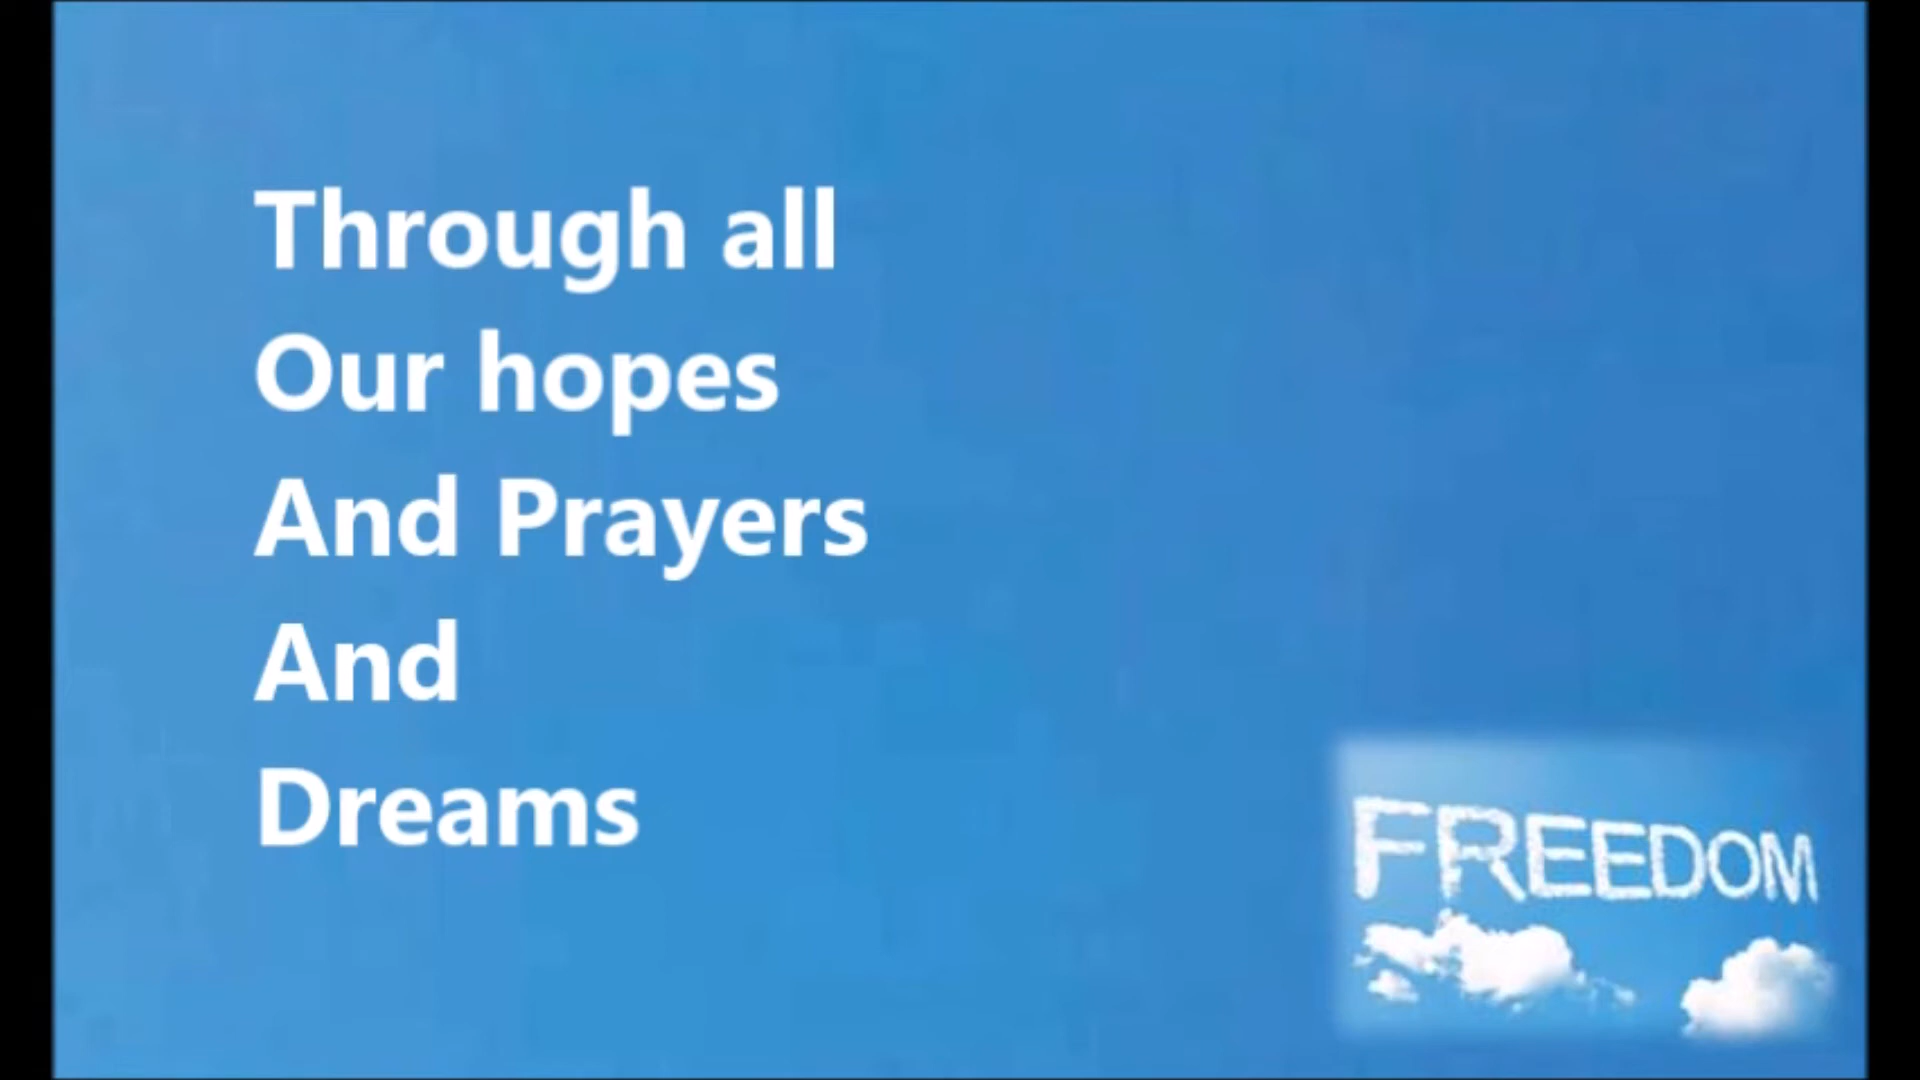 Through all
Our hopes
And Prayers
And
Dreams
FREEDOM